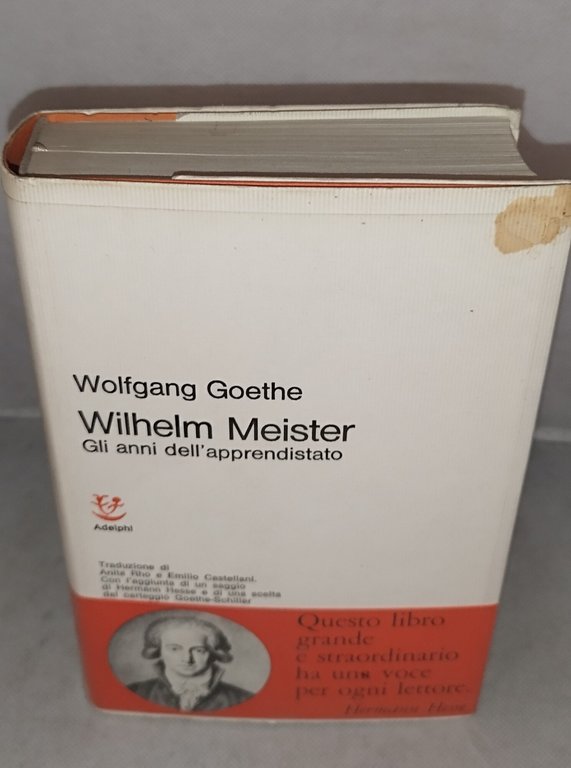 Wolfgang Goethe
Wilhelm Meister
Gli anni dell'apprendistato
Adelphi
Traduzione di
Anita Rho e Emilio Castellani.
Con l'aggiunta di un saggio
di Hermann Hesse e di una scelta
dal carteggio Goethe-Schiller
Questo libro
grande
e straordinario
ha una voce
per ogni lettore.
Hermann Hesse